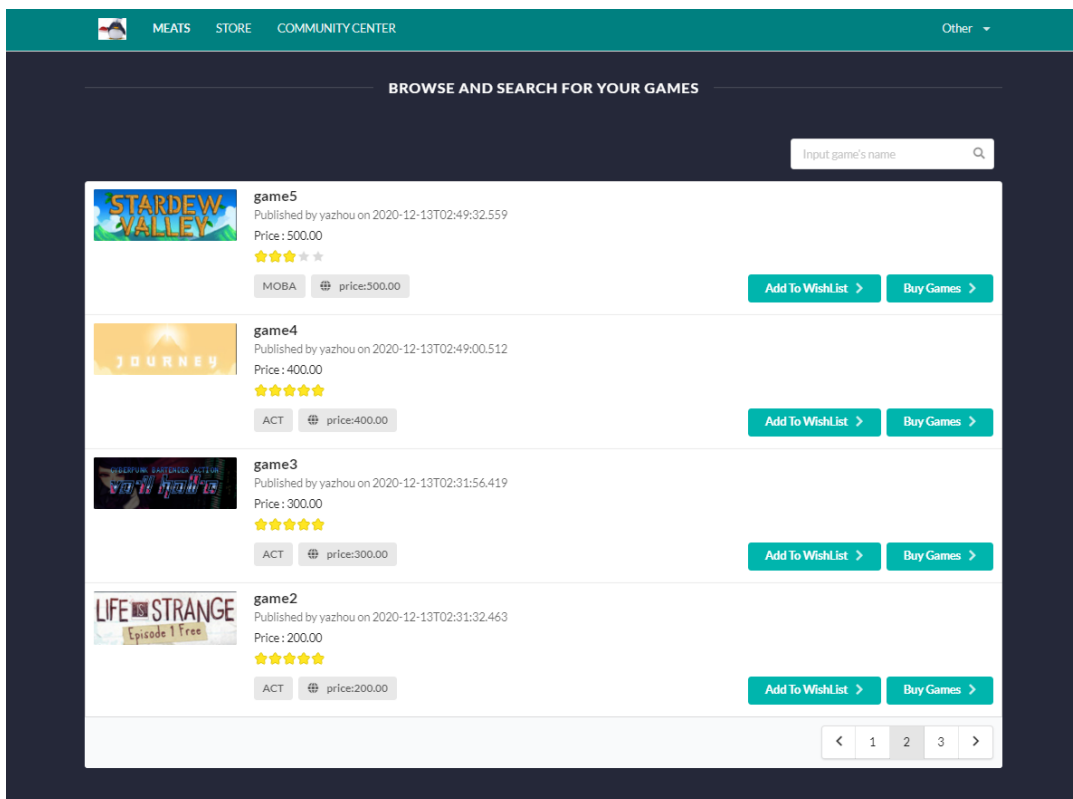 MEATS STORE COMMUNITY CENTER Other
BROWSE AND SEARCH FOR YOUR GAMES
Input game's name
STARDEW
VALLEY
game5
Published by yazhou on 2020-12-13T02:49:32.559
Price : 500.00
MOBA price:500.00 Add To WishList Buy Games
JOURNEY
game4
Published by yazhou on 2020-12-13T02:49:00.512
Price : 400.00
ACT price:400.00 Add To WishList Buy Games
CYBERPUNK BARTENDER ACTION
game3
Published by yazhou on 2020-12-13T02:31:56.419
Price : 300.00
ACT price:300.00 Add To WishList Buy Games
LIFE IS STRANGE
Episode 1 Free
game2
Published by yazhou on 2020-12-13T02:31:32.463
Price : 200.00
ACT price:200.00 Add To WishList Buy Games
1 2 3